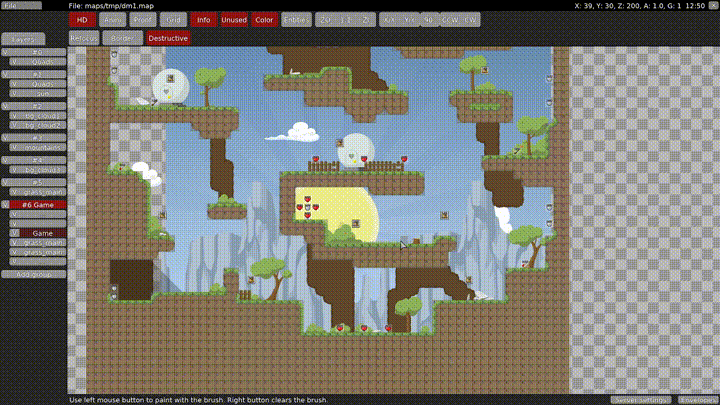 File File: maps/tmp/dm1.map X: 39, Y: 30, Z: 200, A: 1.0, G: 1 12:50
HD Anim Proof Grid Info Unused Color Entities ZO 1:1 ZI X/X Y/Y 90 CCW CW
Layers Refocus Border Destructive
#0
Quads
#1
Quads
#2
bg_cloud1
bg_cloud2
#3
mountains
#4
bg_cloud3
#5
grass_main
#6 Game
Game
grass_main
grass_main
Add group
Use left mouse button to paint with the brush. Right button clears the brush. Server settings Envelopes